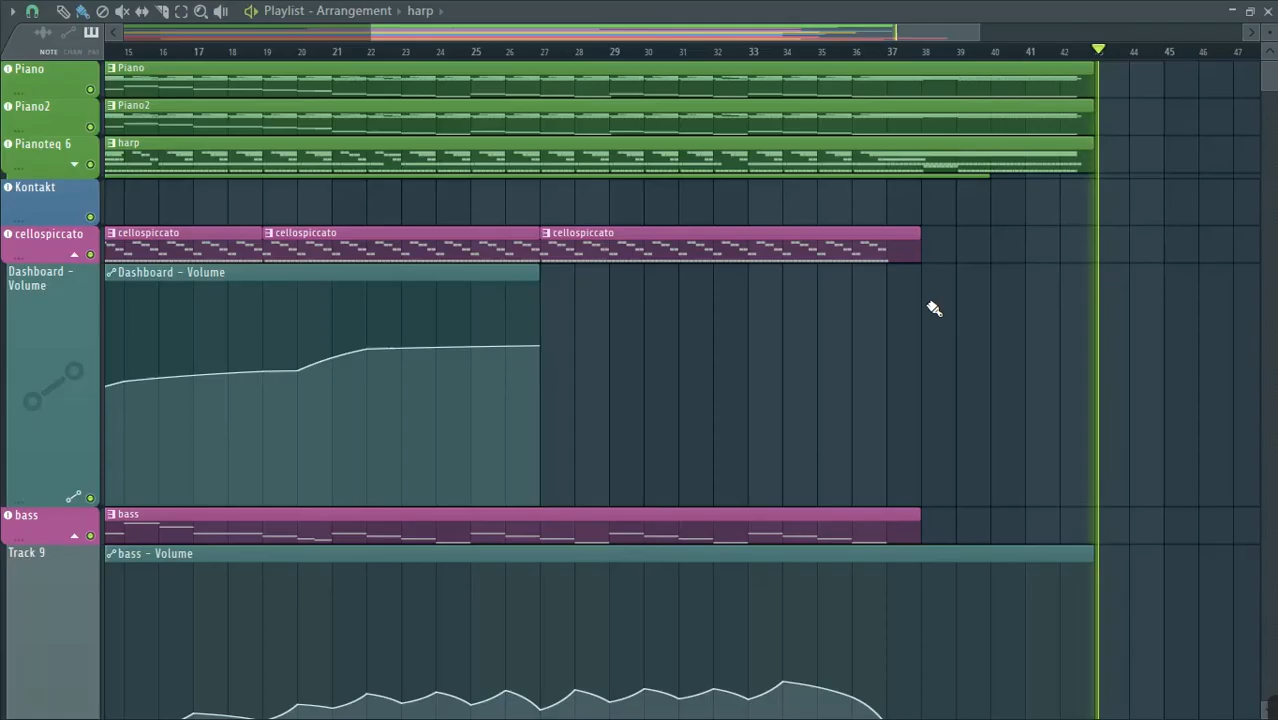 Playlist - Arrangement › harp ›
NOTE CHAN PAT
15 16 17 18 19 20 21 22 23 24 25 26 27 28 29 30 31 32 33 34 35 36 37 38 39 40 41 42 43 44 45 46 47
Piano
Piano
Piano2
Piano2
Pianoteq 6
harp
Kontakt
cellospiccato
cellospiccato
cellospiccato
cellospiccato
Dashboard –
Volume
Dashboard – Volume
bass
bass
Track 9
bass – Volume